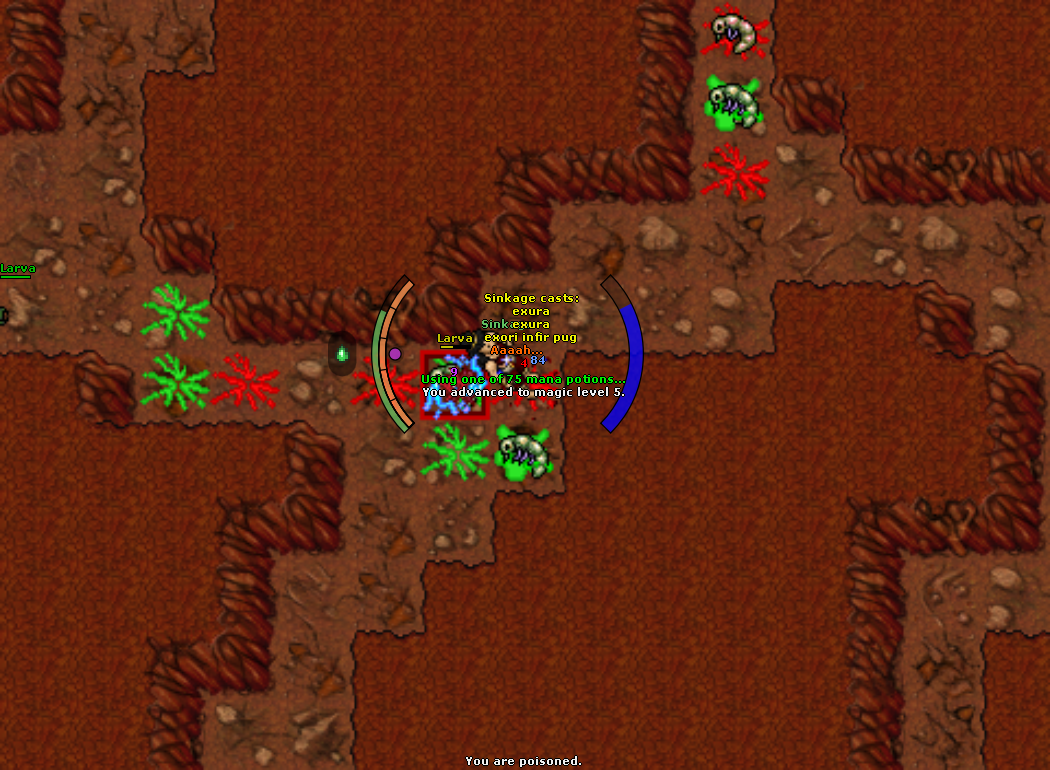 Larva
Sinkage casts:
exura
Sink
exura
Larva
exori infir pug
Aaaah...
4
84
9
Using one of 75 mana potions...
You advanced to magic level 5.
You are poisoned.